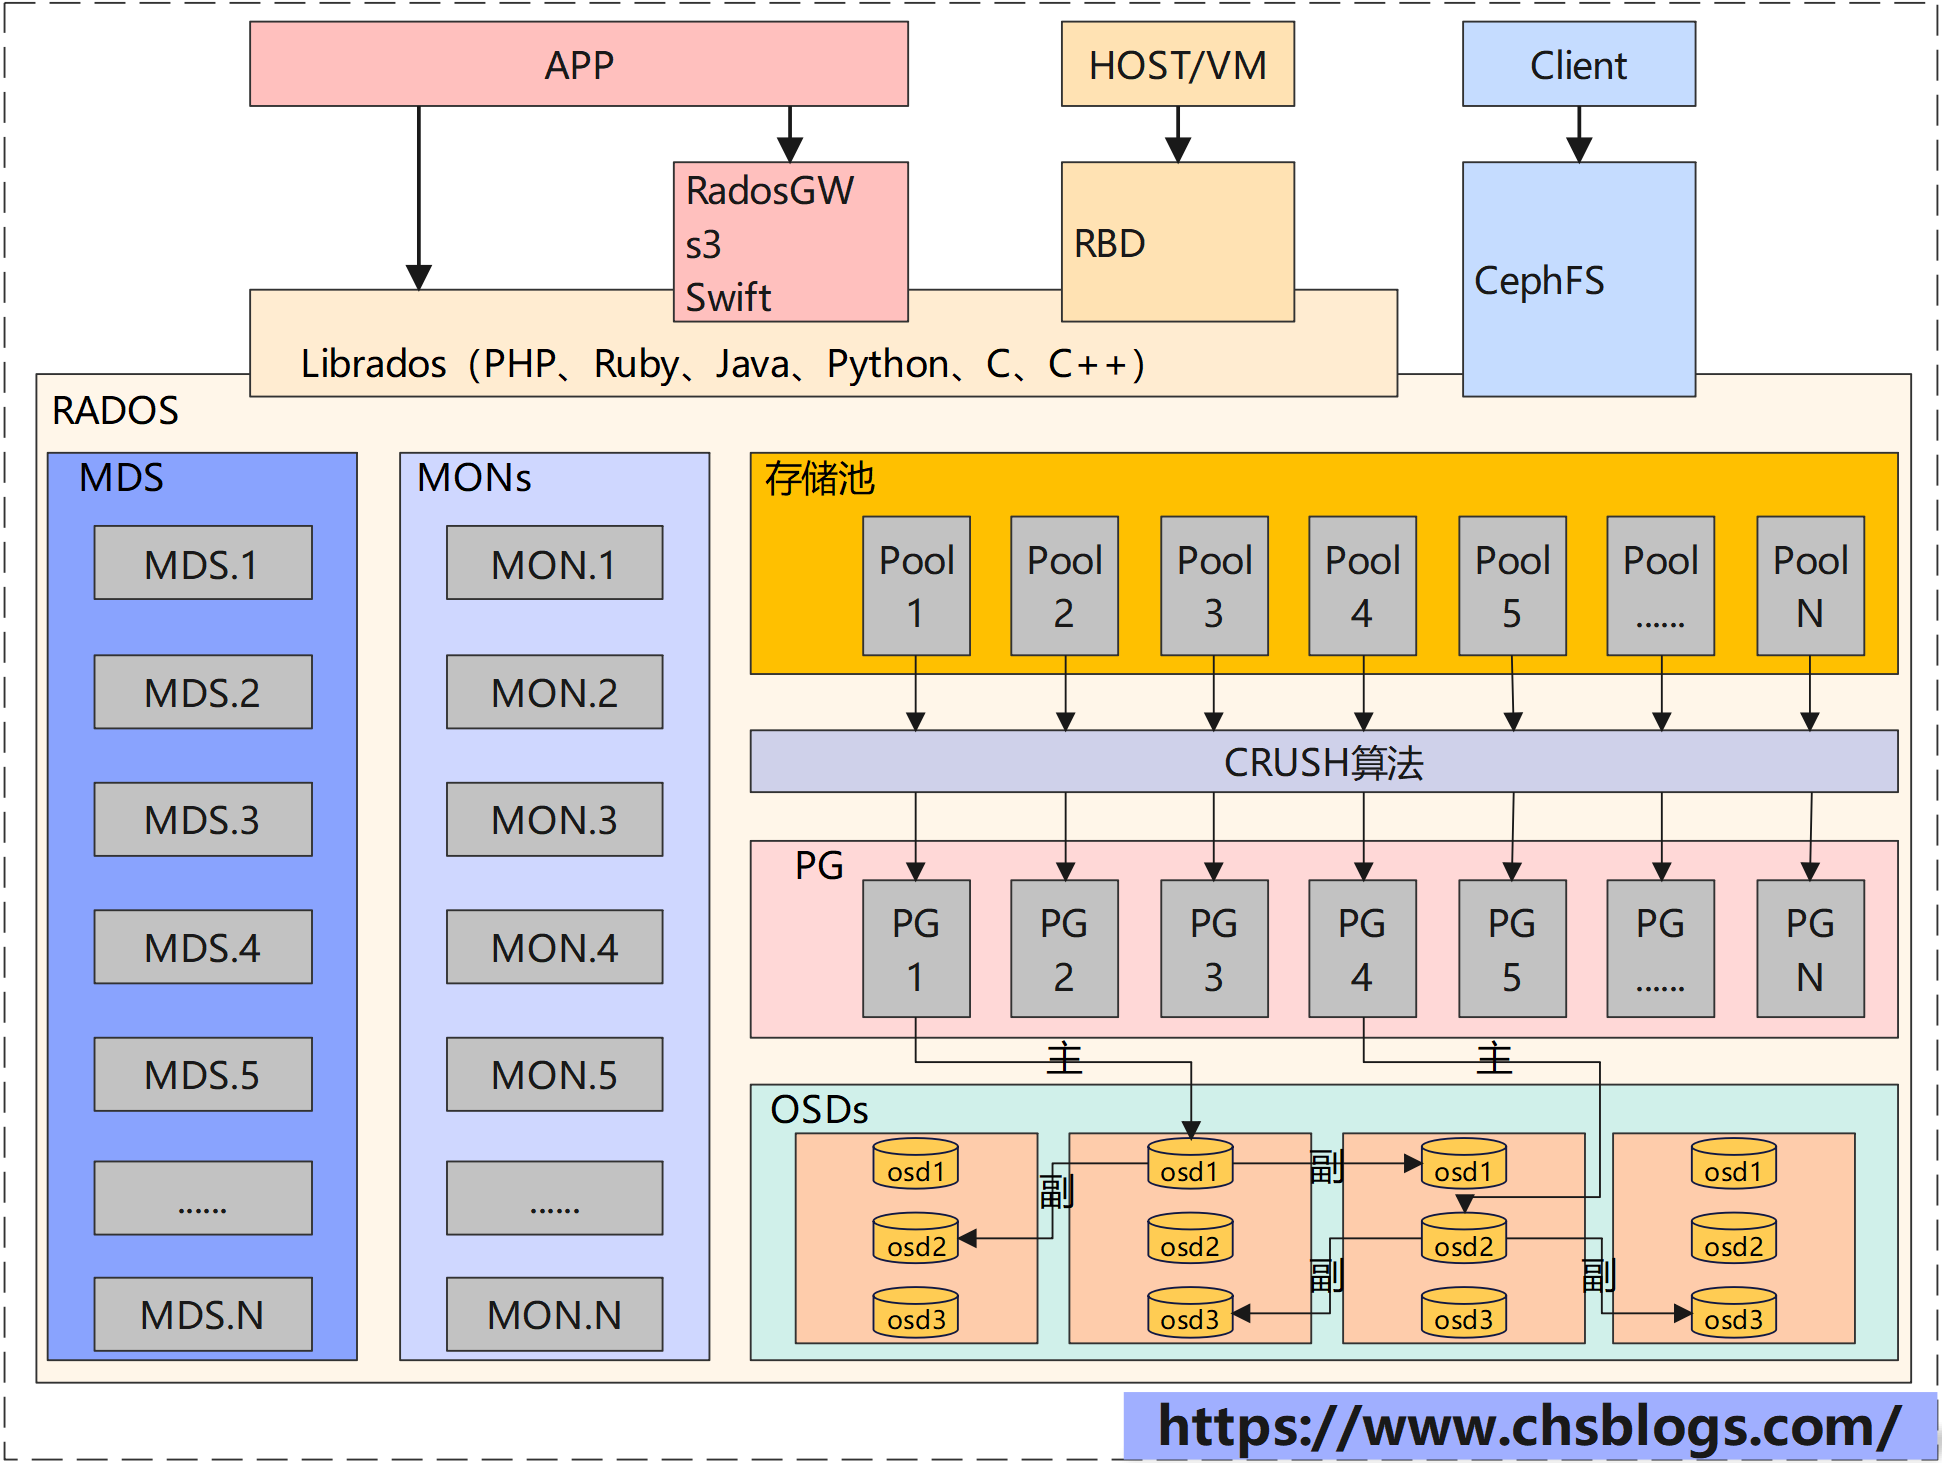 APP
HOST/VM
Client
RadosGW
s3
Swift
RBD
CephFS
Librados（PHP、Ruby、Java、Python、C、C++）
RADOS
MDS
MDS.1
MDS.2
MDS.3
MDS.4
MDS.5
......
MDS.N
MONs
MON.1
MON.2
MON.3
MON.4
MON.5
......
MON.N
存储池
Pool
1
Pool
2
Pool
3
Pool
4
Pool
5
Pool
......
Pool
N
CRUSH算法
PG
PG
1
PG
2
PG
3
PG
4
PG
5
PG
......
PG
N
主
主
OSDs
osd1
osd2
osd3
副
osd1
osd2
osd3
副
副
osd1
osd2
osd3
副
osd1
osd2
osd3
https://www.chsblogs.com/